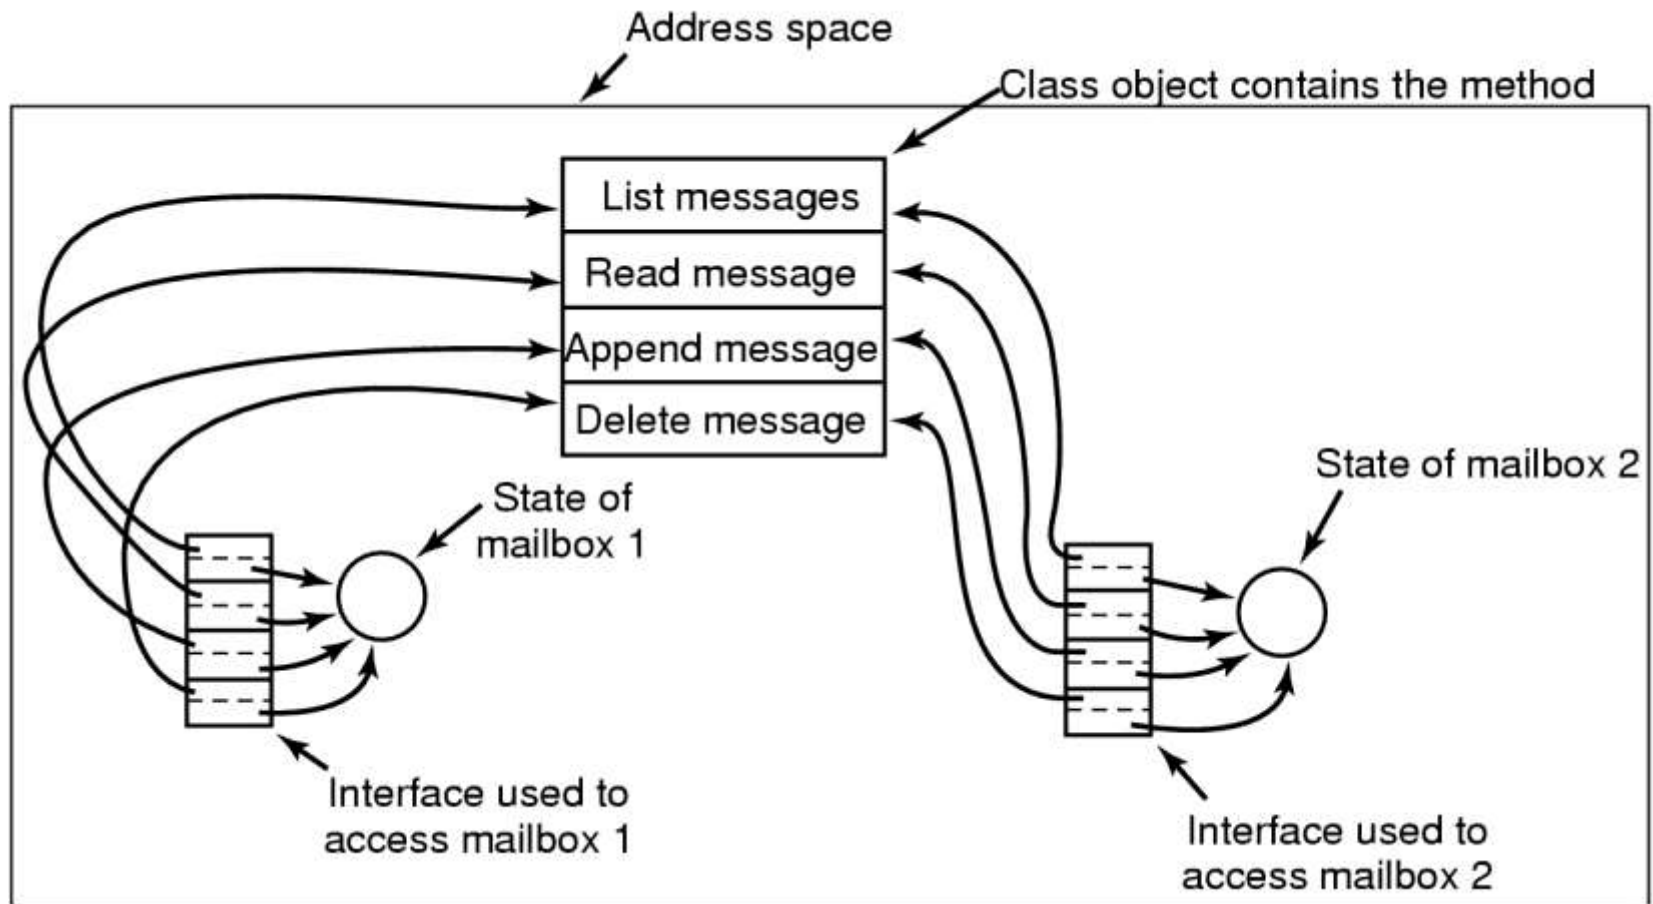 Address space
Class object contains the method
List messages
Read message
Append message
Delete message
State of
mailbox 1
State of mailbox 2
Interface used to
access mailbox 1
Interface used to
access mailbox 2